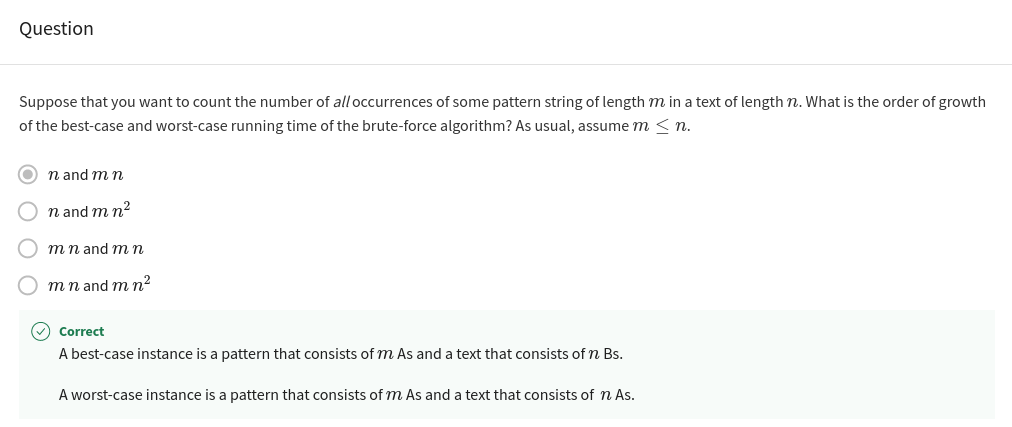 Question
Suppose that you want to count the number of all occurrences of some pattern string of length m in a text of length n. What is the order of growth
of the best-case and worst-case running time of the brute-force algorithm? As usual, assume m ≤ n.
n and m n
n and m n²
m n and m n
m n and m n²
Correct
A best-case instance is a pattern that consists of m As and a text that consists of n Bs.
A worst-case instance is a pattern that consists of m As and a text that consists of n As.